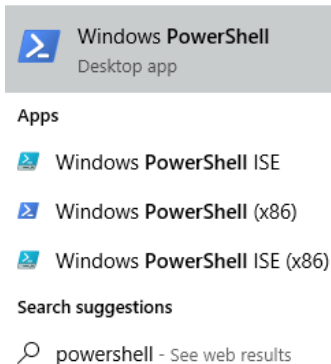 Windows PowerShell
Desktop app
Apps
Windows PowerShell ISE
Windows PowerShell (x86)
Windows PowerShell ISE (x86)
Search suggestions
powershell - See web results